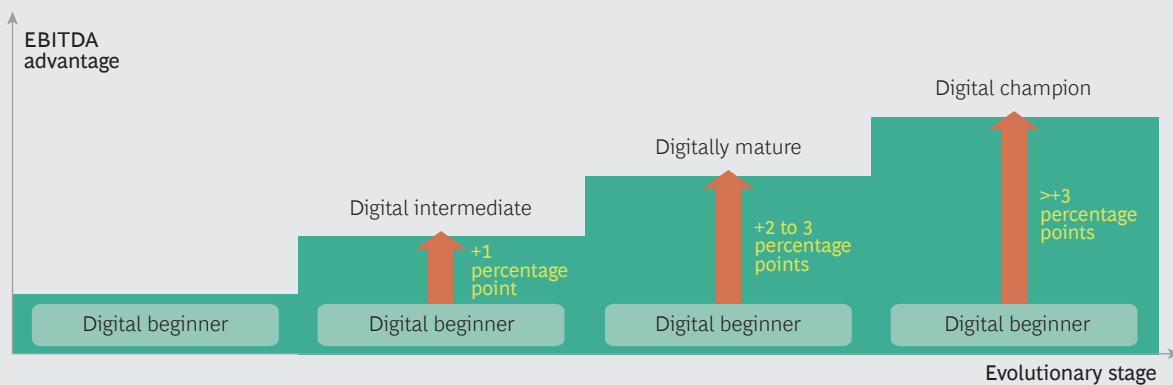 EBITDA
advantage
Digital champion
Digitally mature
Digital intermediate
>+3
percentage
points
+2 to 3
percentage
points
+1
percentage
point
Digital beginner
Digital beginner
Digital beginner
Digital beginner
Evolutionary stage